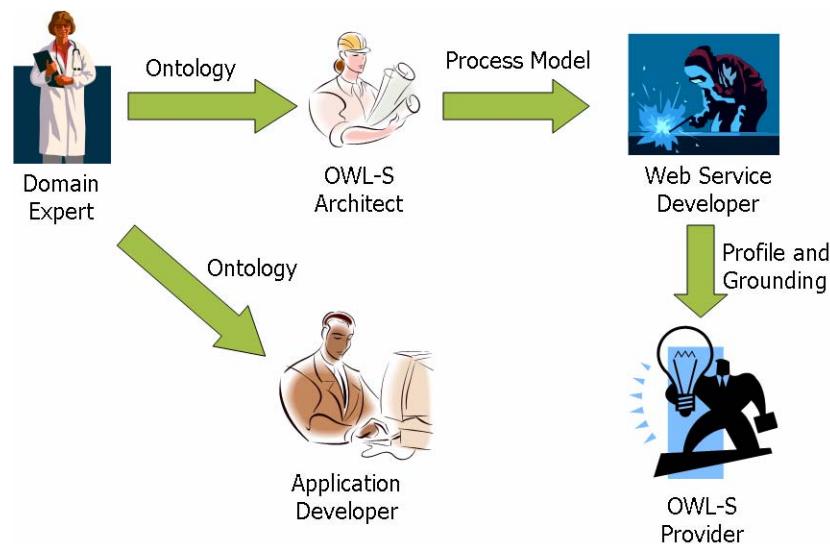 Ontology
Process Model
Domain
Expert
OWL-S
Architect
Web Service
Developer
Ontology
Profile and
Grounding
Application
Developer
OWL-S
Provider